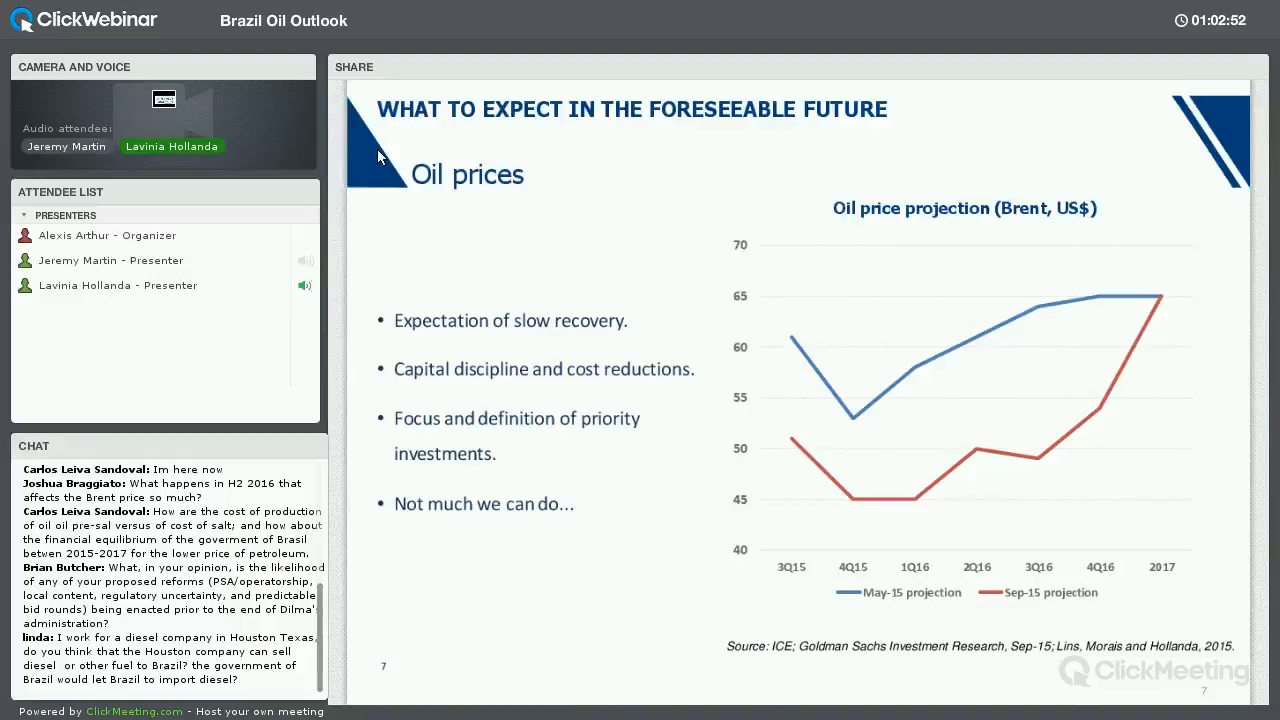 ClickWebinar
Brazil Oil Outlook
01:02:52
CAMERA AND VOICE
Audio attendee:
Jeremy Martin
Lavinia Hollanda
ATTENDEE LIST
PRESENTERS
Alexis Arthur - Organizer
Jeremy Martin - Presenter
Lavinia Hollanda - Presenter
CHAT
Carlos Leiva Sandoval: Im here now
Joshua Braggiato: What happens in H2 2016 that
affects the Brent price so much?
Carlos Leiva Sandoval: How are the cost of production
of oil oil pre-sal versus of cost of salt; and how about
the financial equilibrium of the goverment of Brasil
betwen 2015-2017 for the lower price of petroleum.
Brian Butcher: What, in your opinion, is the likelihood
of any of your proposed reforms (PSA/operatorship,
local content, regulatory uncertainty, and predictable
bid rounds) being enacted prior to the end of Dilma's
administration?
linda: I work for a diesel company in Houston Texas,
do you think that the Houston company can sell
diesel or other fuel to Brazil? the government of
Brazil would let Brazil to import diesel?
Powered by ClickMeeting.com - Host your own meeting
SHARE
WHAT TO EXPECT IN THE FORESEEABLE FUTURE
Oil prices
• Expectation of slow recovery.
• Capital discipline and cost reductions.
• Focus and definition of priority
investments.
• Not much we can do...
Oil price projection (Brent, US$)
70
65
60
55
50
45
40
3Q15 4Q15 1Q16 2Q16 3Q16 4Q16 2017
May-15 projection Sep-15 projection
Source: ICE; Goldman Sachs Investment Research, Sep-15; Lins, Morais and Hollanda, 2015.
7
ClickMeeting
7